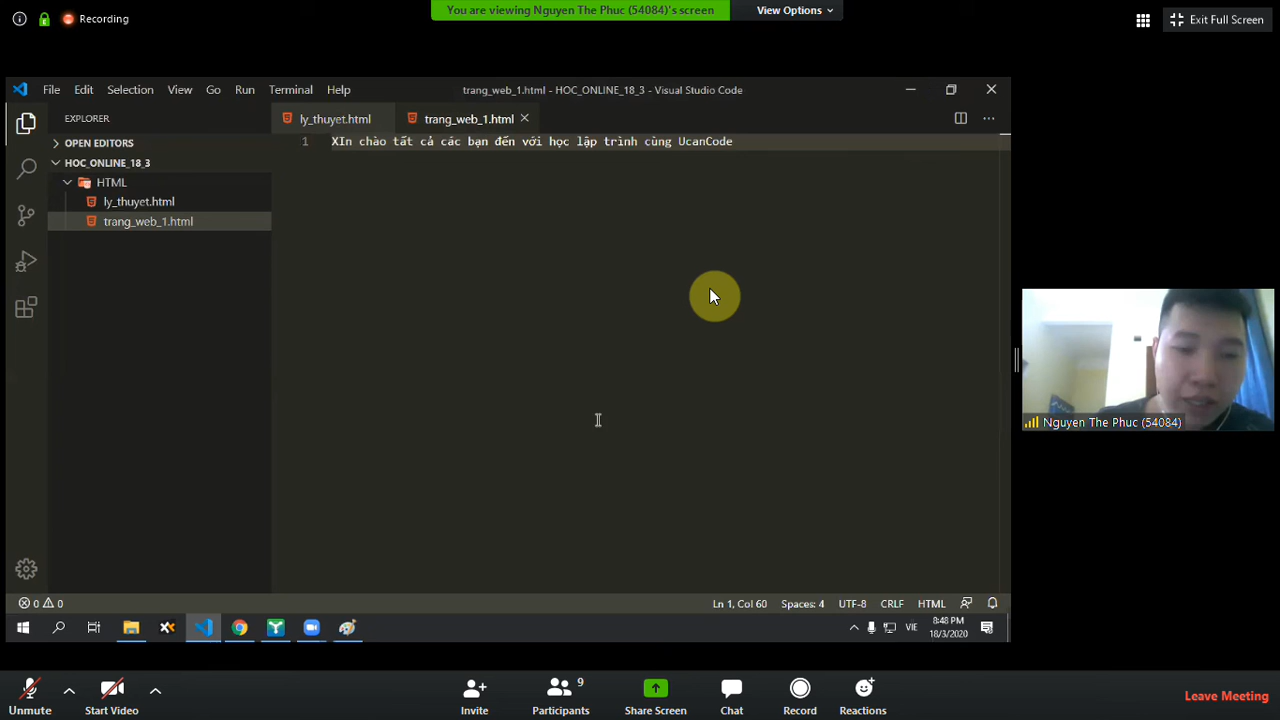 Recording
You are viewing Nguyen The Phuc (54084)'s screen
View Options
Exit Full Screen
File Edit Selection View Go Run Terminal Help
trang_web_1.html - HOC_ONLINE_18_3 - Visual Studio Code
EXPLORER
ly_thuyet.html
trang_web_1.html
OPEN EDITORS
HOC_ONLINE_18_3
HTML
ly_thuyet.html
trang_web_1.html
1 XIn chào tất cả các bạn đến với học lập trình cùng UcanCode
Nguyen The Phuc (54084)
0 0
Ln 1, Col 60 Spaces: 4 UTF-8 CRLF HTML
VIE
8:48 PM
18/3/2020
Unmute
Start Video
Invite
9
Participants
Share Screen
Chat
Record
Reactions
Leave Meeting